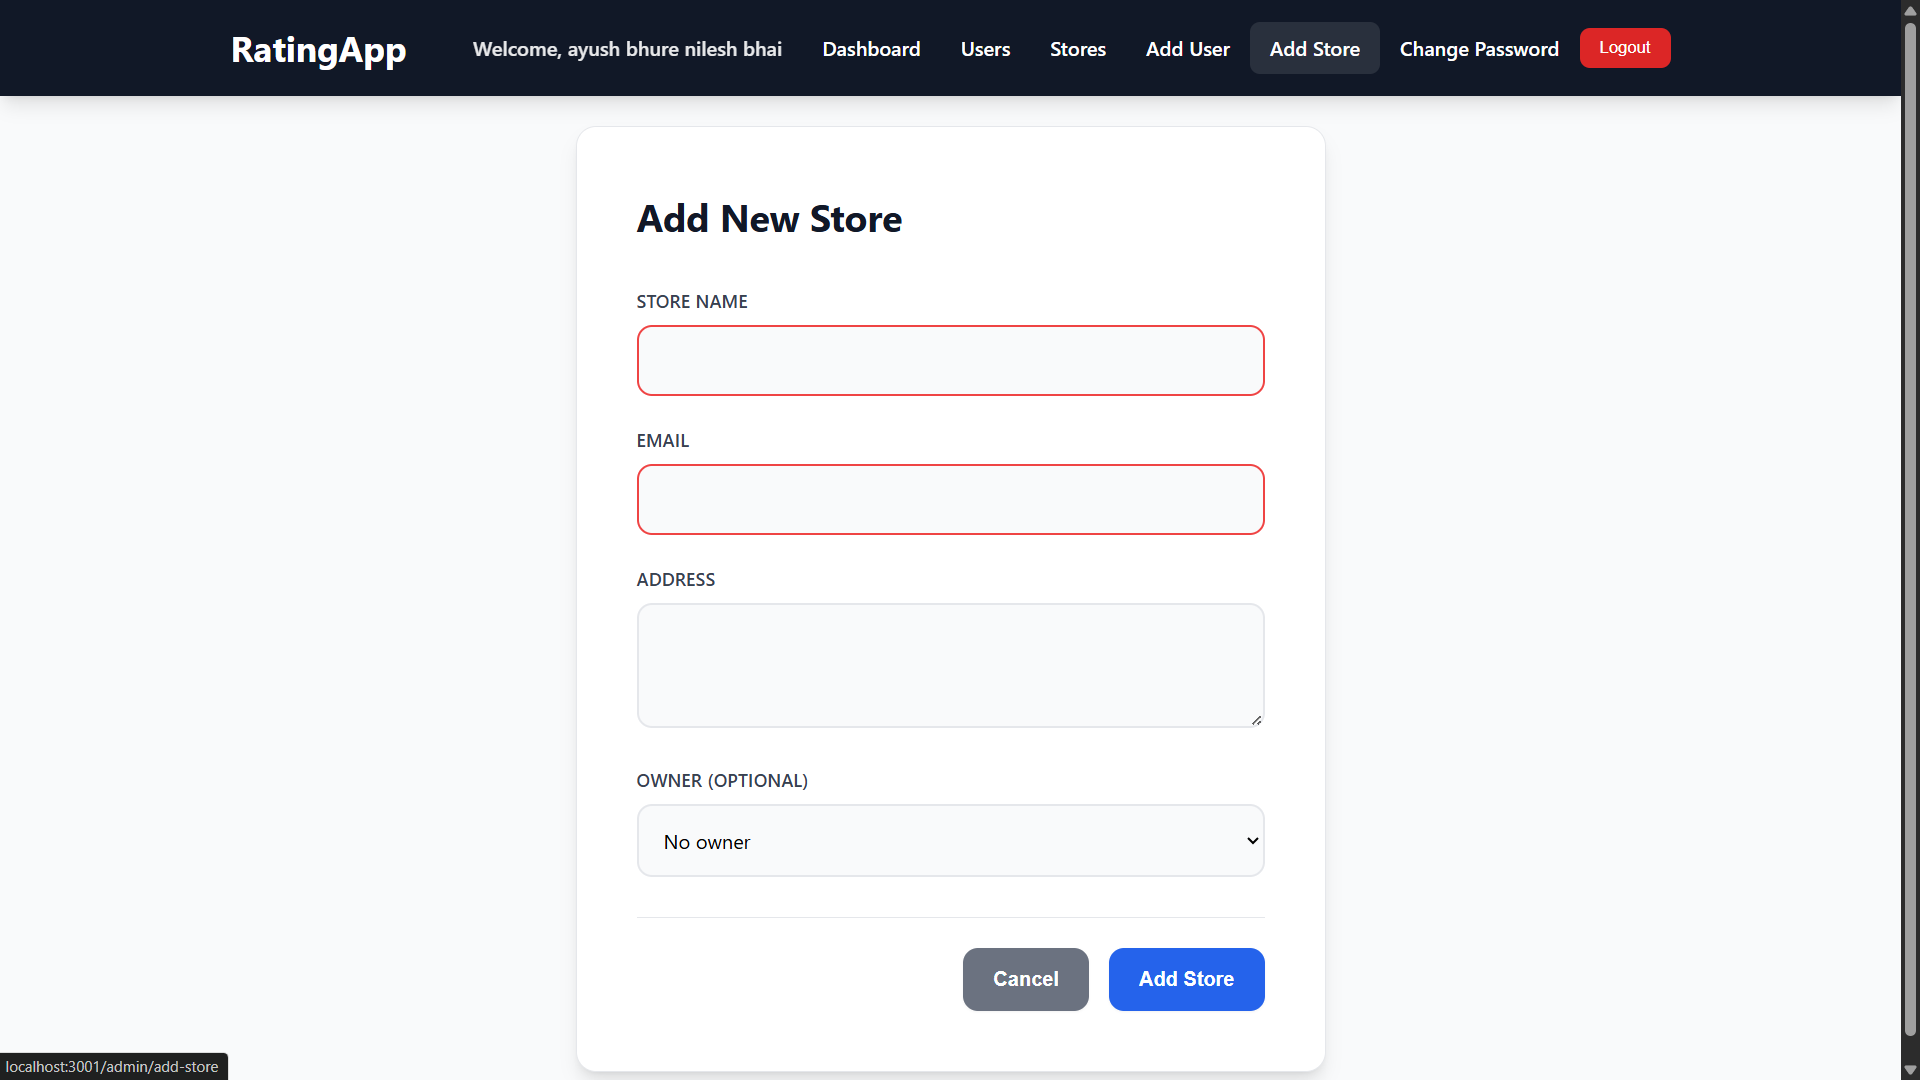 RatingApp
Welcome, ayush bhure nilesh bhai
Dashboard
Users
Stores
Add User
Add Store
Change Password
Logout
Add New Store
STORE NAME
EMAIL
ADDRESS
OWNER (OPTIONAL)
No owner
Cancel
Add Store
localhost:3001/admin/add-store